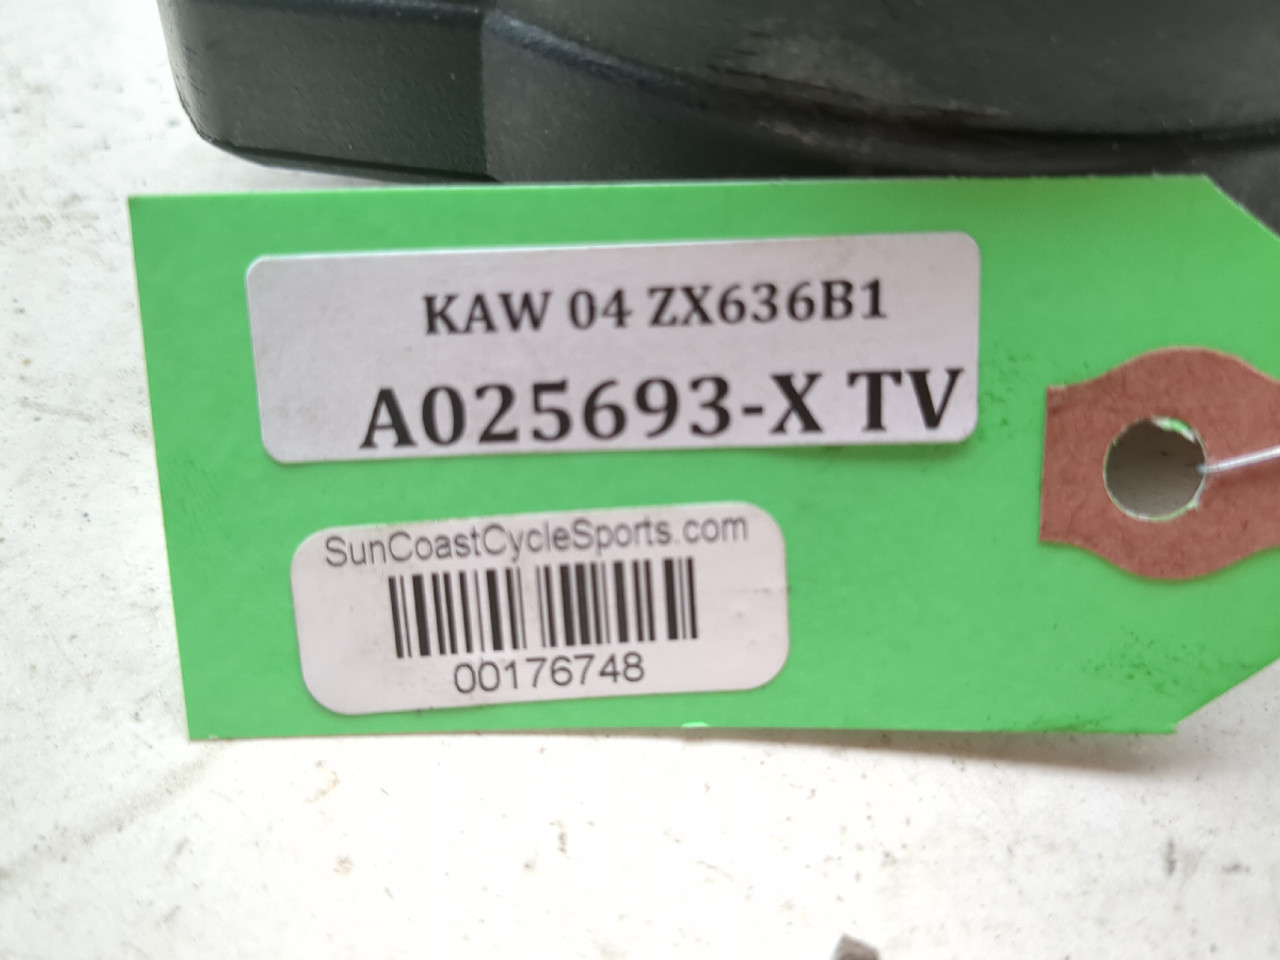 KAW 04 ZX636B1
A025693-X TV
SunCoastCycleSports.com
00176748